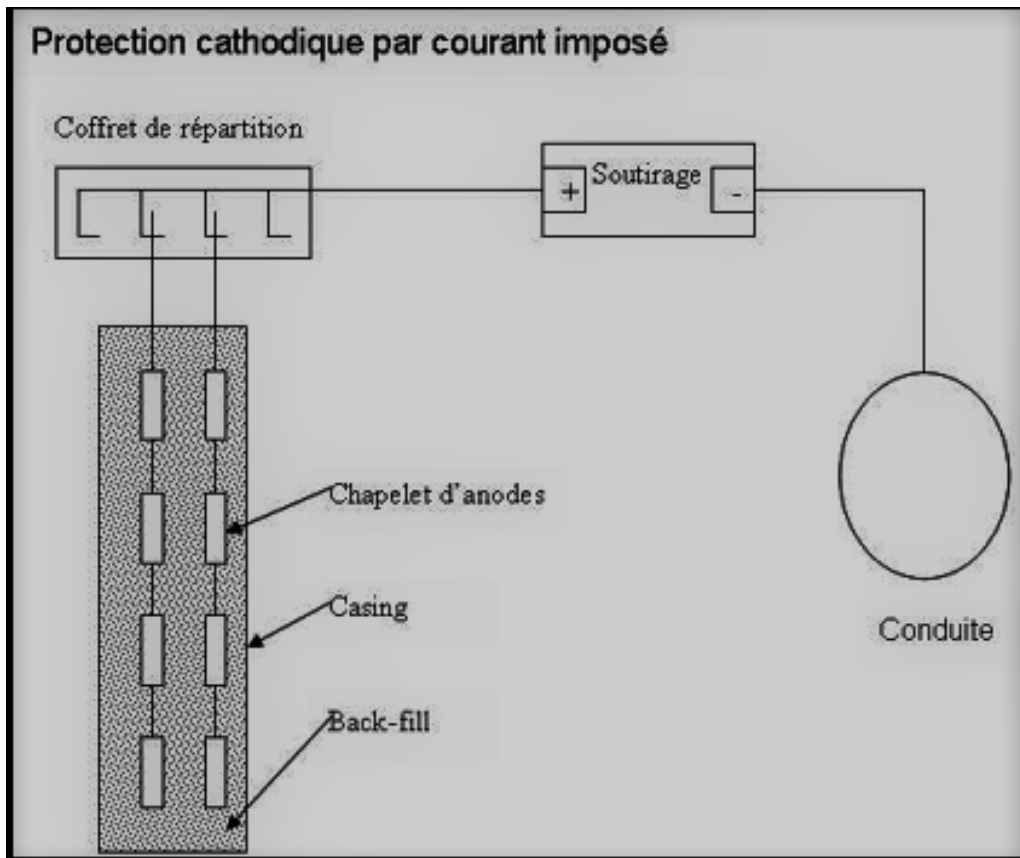 Protection cathodique par courant imposé
Coffret de répartition
+ Soutirage -
Chapelet d'anodes
Casing
Back-fill
Conduite